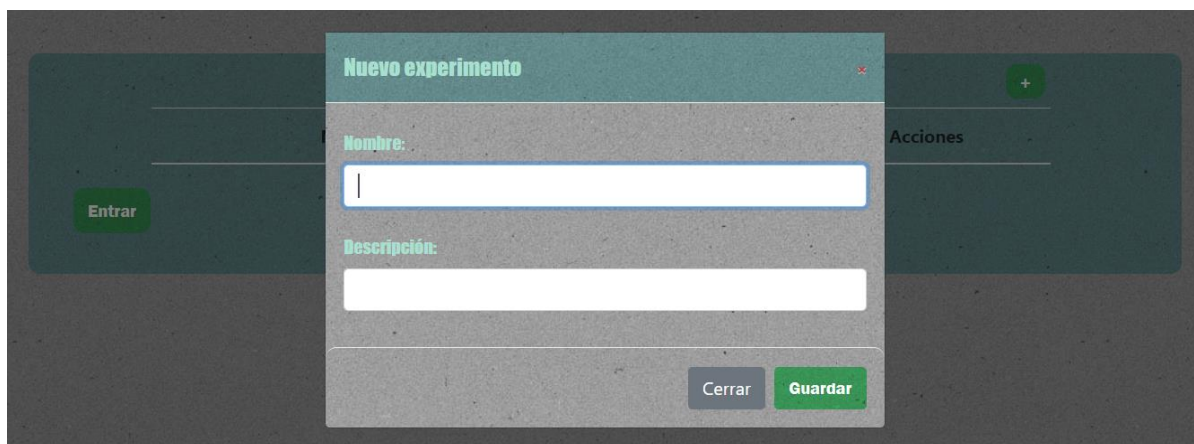 Nuevo experimento
×
+
Nombre:
Acciones
Entrar
Descripción:
Cerrar
Guardar